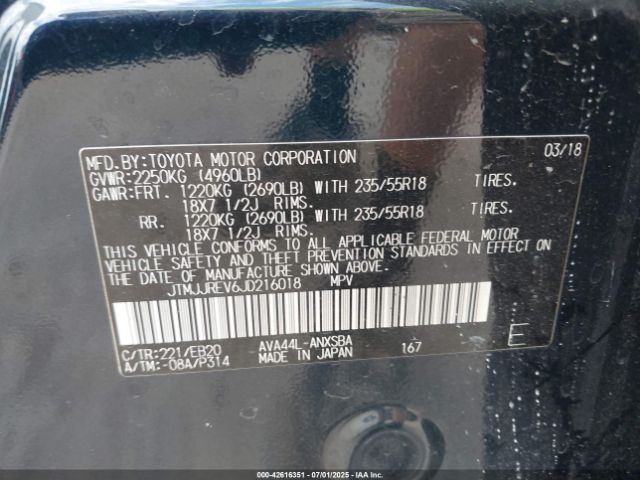 MFD.BY:TOYOTA MOTOR CORPORATION 03/18
GVWR:2250KG (4960LB)
GAWR:FRT. 1220KG (2690LB) WITH 235/55R18 TIRES.
18X7 1/2J RIMS.
RR. 1220KG (2690LB) WITH 235/55R18 TIRES.
18X7 1/2J RIMS.
THIS VEHICLE CONFORMS TO ALL APPLICABLE FEDERAL MOTOR
VEHICLE SAFETY AND THEFT PREVENTION STANDARDS IN EFFECT ON
THE DATE OF MANUFACTURE SHOWN ABOVE.
JTMJJREV6JD216018 MPV
C/TR:221/EB20 AVA44L-ANXSBA 167 E
A/TM:-08A/P314 MADE IN JAPAN
000-42616351 - 07/01/2025 - IAAI.COM